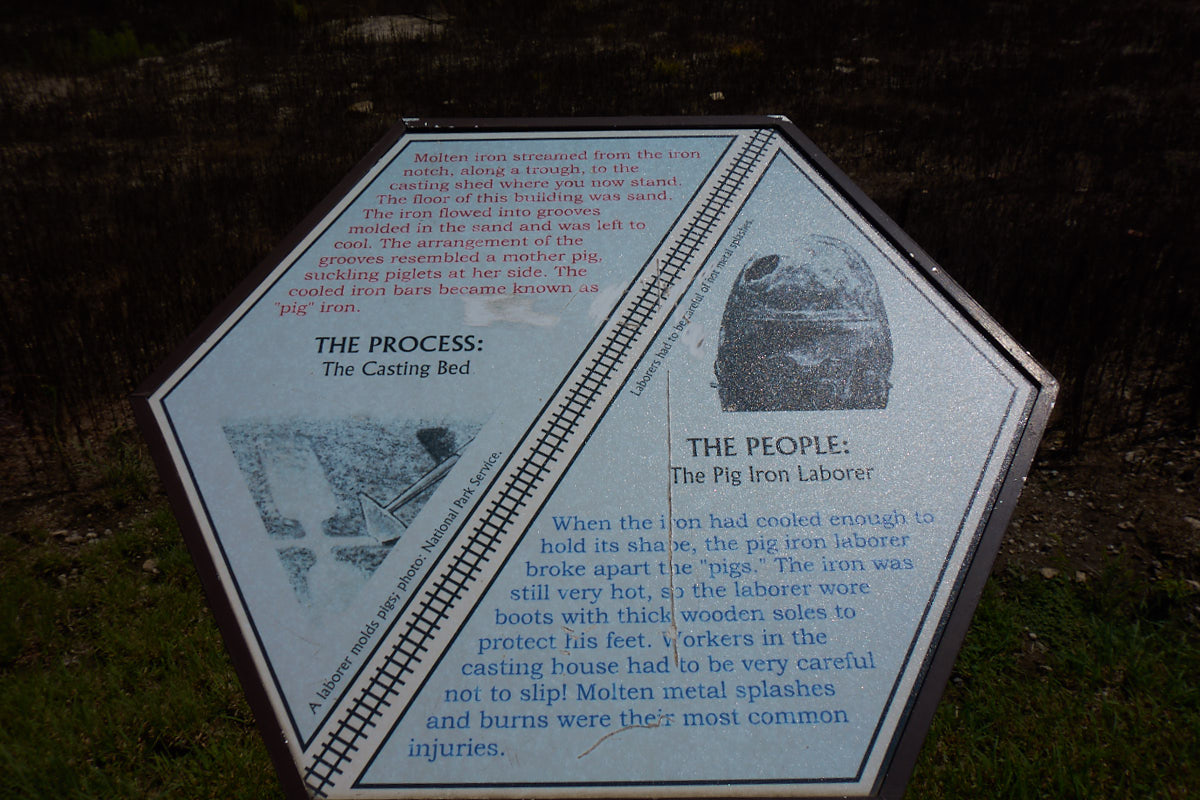 Molten iron streamed from the iron
notch, along a trough, to the
casting shed where you now stand.
The floor of this building was sand.
The iron flowed into grooves
molded in the sand and was left to
cool. The arrangement of the
grooves resembled a mother pig,
suckling piglets at her side. The
cooled iron bars became known as
"pig" iron.
THE PROCESS:
The Casting Bed
A laborer molds pigs; photo: National Park Service.
Laborers had to be careful of hot metal splashes.
THE PEOPLE:
The Pig Iron Laborer
When the iron had cooled enough to
hold its shape, the pig iron laborer
broke apart the "pigs." The iron was
still very hot, so the laborer wore
boots with thick wooden soles to
protect his feet. Workers in the
casting house had to be very careful
not to slip! Molten metal splashes
and burns were their most common
injuries.